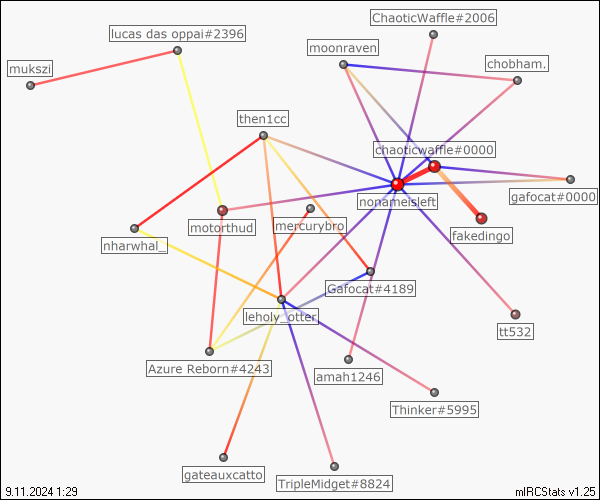 ChaoticWaffle#2006
lucas das oppai#2396
moonraven
chobham.
mukszi
then1cc
chaoticwaffle#0000
gafocat#0000
nonameisleft
motorthud
mercurybro
fakedingo
nharwhal_
Gafocat#4189
leholy_otter
tt532
Azure Reborn#4243
amah1246
Thinker#5995
gateauxcatto
TripleMidget#8824
9.11.2024 1:29
mIRCStats v1.25